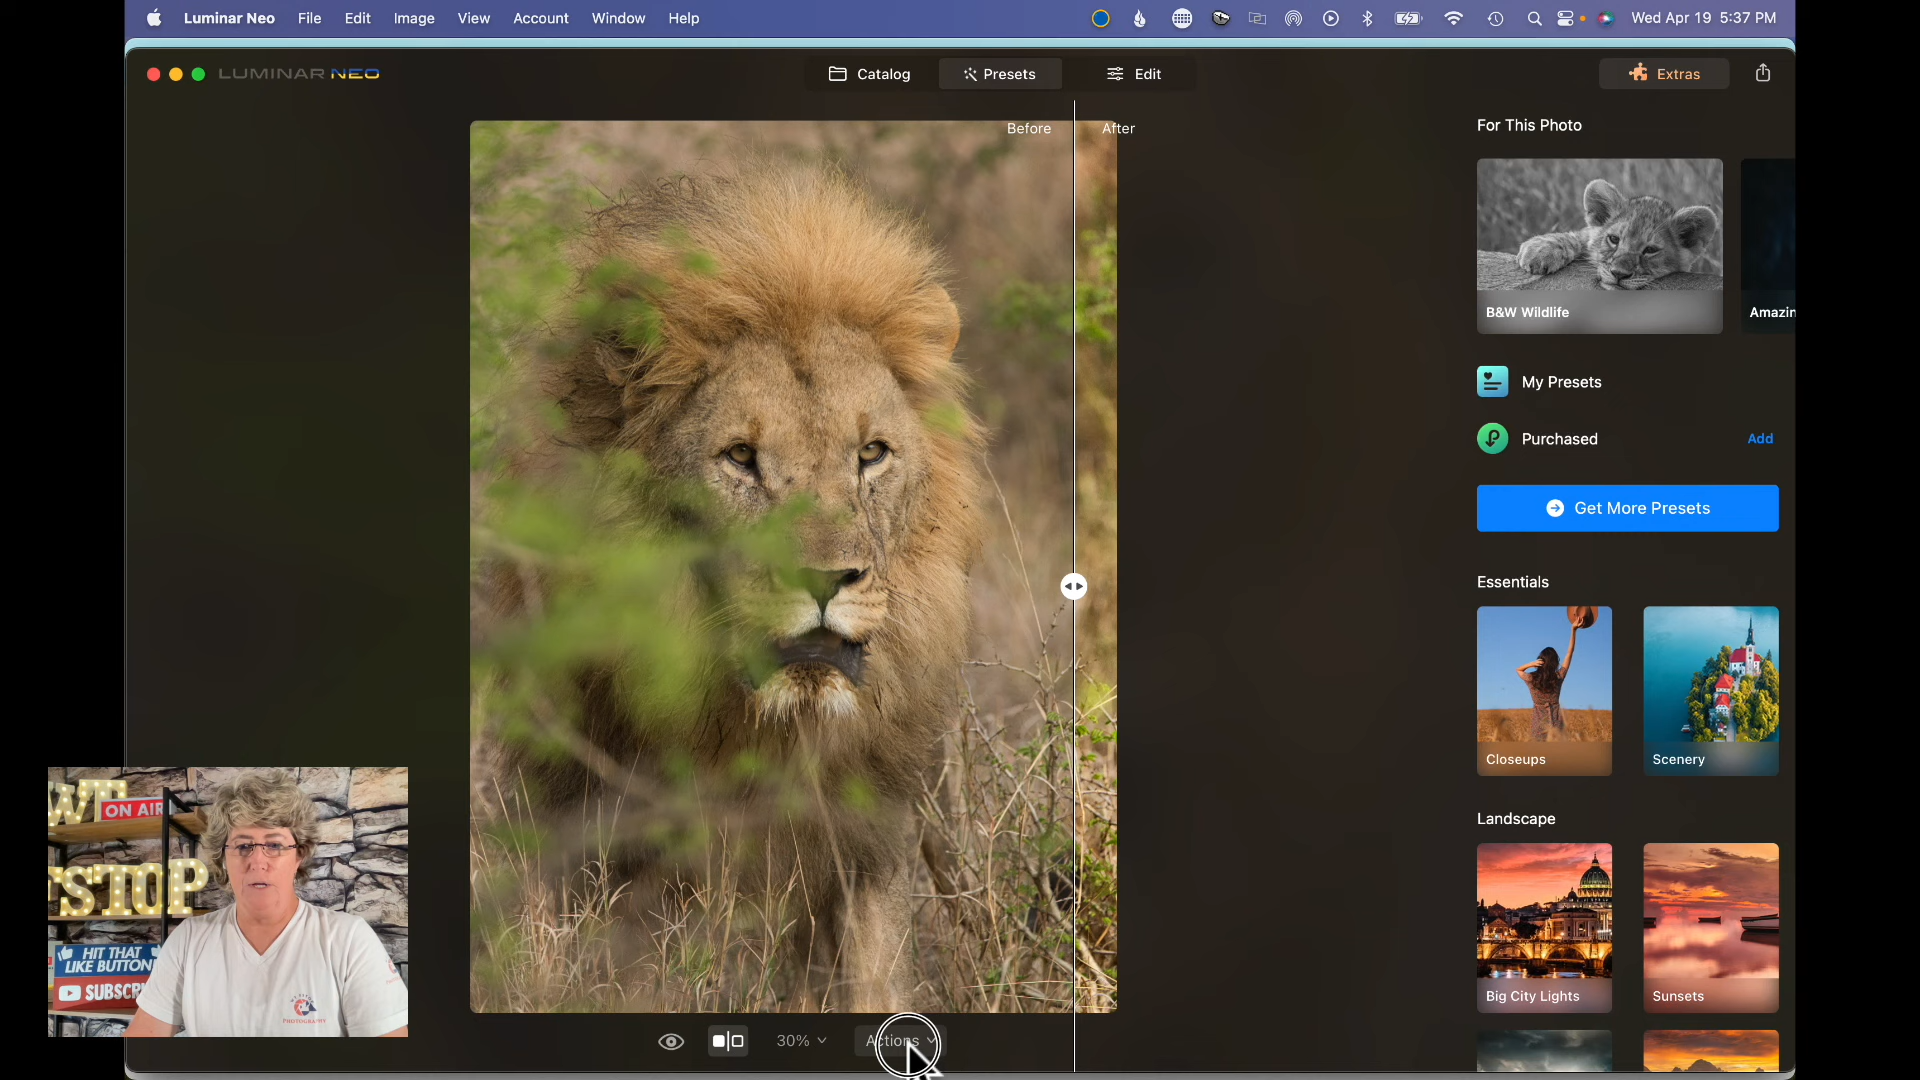 Luminar Neo File Edit Image View Account Window Help
Wed Apr 19 5:37 PM
LUMINAR NEO
Catalog
Presets
Edit
Extras
Before
After
For This Photo
B&W Wildlife
Amazin
My Presets
Purchased
Add
Get More Presets
Essentials
Closeups
Scenery
Landscape
Big City Lights
Sunsets
30%
Actions
WE
ON AIR
STOP
HIT THAT
LIKE BUTTON
SUBSCR
PHOTOGRAPHY